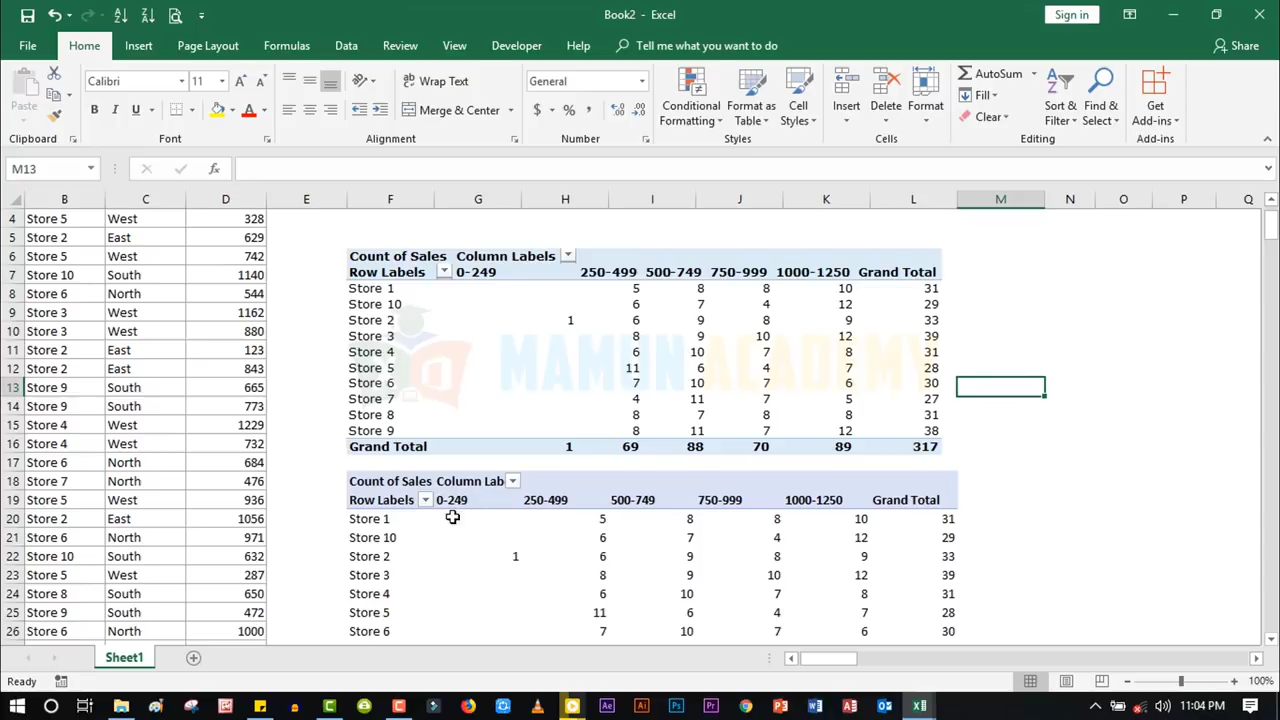 Book2 - Excel
Sign in
File Home Insert Page Layout Formulas Data Review View Developer Help Tell me what you want to do Share
Paste
Calibri 11
Wrap Text
Merge & Center
General
Conditional Formatting
Format as Table
Cell Styles
Insert
Delete
Format
AutoSum
Fill
Clear
Sort & Filter
Find & Select
Get Add-ins
Clipboard Font Alignment Number Styles Cells Editing Add-ins
M13 fx
B C D E F G H I J K L M N O P Q
4 Store 5 West 328
5 Store 2 East 629
6 Store 5 West 742 Count of Sales Column Labels
7 Store 10 South 1140 Row Labels 0-249 250-499 500-749 750-999 1000-1250 Grand Total
8 Store 6 North 544 Store 1 5 8 8 10 31
9 Store 3 West 1162 Store 10 6 7 4 12 29
10 Store 3 West 880 Store 2 1 6 9 8 9 33
Store 3 8 9 10 12 39
11 Store 2 East 123 Store 4 6 10 7 8 31
12 Store 2 East 843 Store 5 11 6 4 7 28
13 Store 9 South 665 Store 6 7 10 7 6 30
14 Store 9 South 773 Store 7 4 11 7 5 27
15 Store 4 West 1229 Store 8 8 7 8 8 31
Store 9 8 11 7 12 38
16 Store 4 West 732 Grand Total 1 69 88 70 89 317
MAMUN ACADEMY
17 Store 6 North 684
18 Store 7 North 476 Count of Sales Column Lab
19 Store 5 West 936 Row Labels 0-249 250-499 500-749 750-999 1000-1250 Grand Total
20 Store 2 East 1056 Store 1 5 8 8 10 31
21 Store 6 North 971 Store 10 6 7 4 12 29
22 Store 10 South 632 Store 2 1 6 9 8 9 33
23 Store 5 West 287 Store 3 8 9 10 12 39
24 Store 8 South 650 Store 4 6 10 7 8 31
25 Store 9 South 472 Store 5 11 6 4 7 28
26 Store 6 North 1000 Store 6 7 10 7 6 30
Sheet1
Ready 100%
11:04 PM